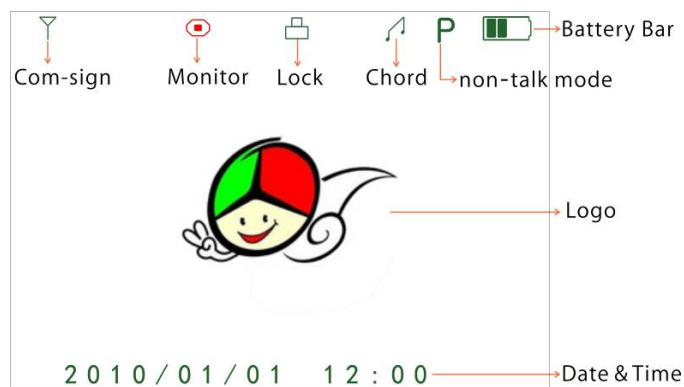 P
Battery Bar
Com-sign Monitor Lock Chord non-talk mode
Logo
2010/01/01 12:00
Date & Time